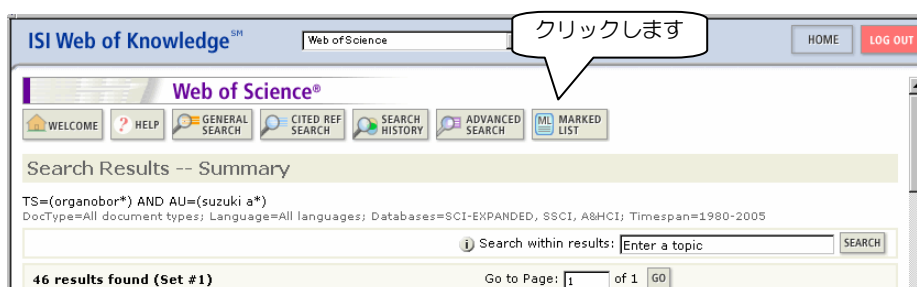 クリックします
ISI Web of Knowledge℠ Web of Science HOME LOG OUT
Web of Science®
WELCOME ? HELP GENERAL SEARCH CITED REF SEARCH SEARCH HISTORY ADVANCED SEARCH ML MARKED LIST
Search Results -- Summary
TS=(organobor*) AND AU=(suzuki a*)
DocType=All document types; Language=All languages; Databases=SCI-EXPANDED, SSCI, A&HCI; Timespan=1980-2005
i Search within results: Enter a topic SEARCH
46 results found (Set #1) Go to Page: 1 of 1 GO